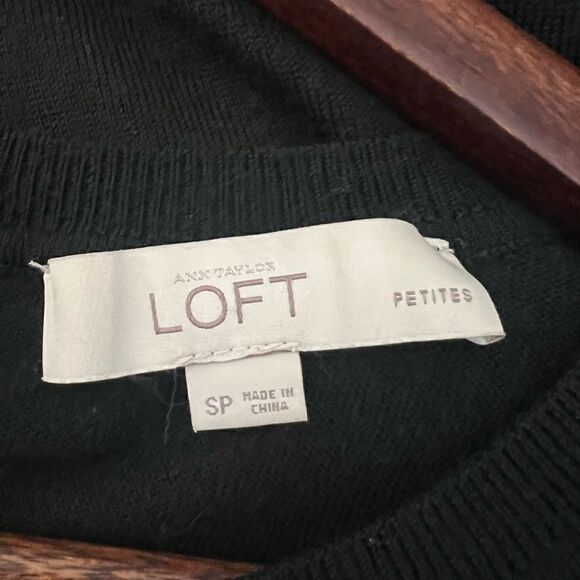 ANN TAYLOR
LOFT
PETITES
SP
MADE IN
CHINA